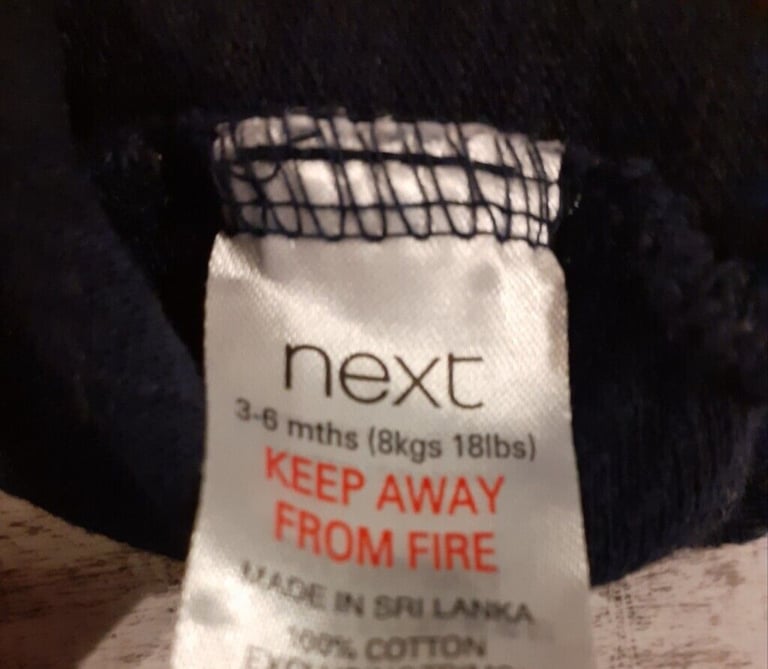 next
3-6 mths (8kgs 18lbs)
KEEP AWAY
FROM FIRE
MADE IN SRI LANKA
100% COTTON